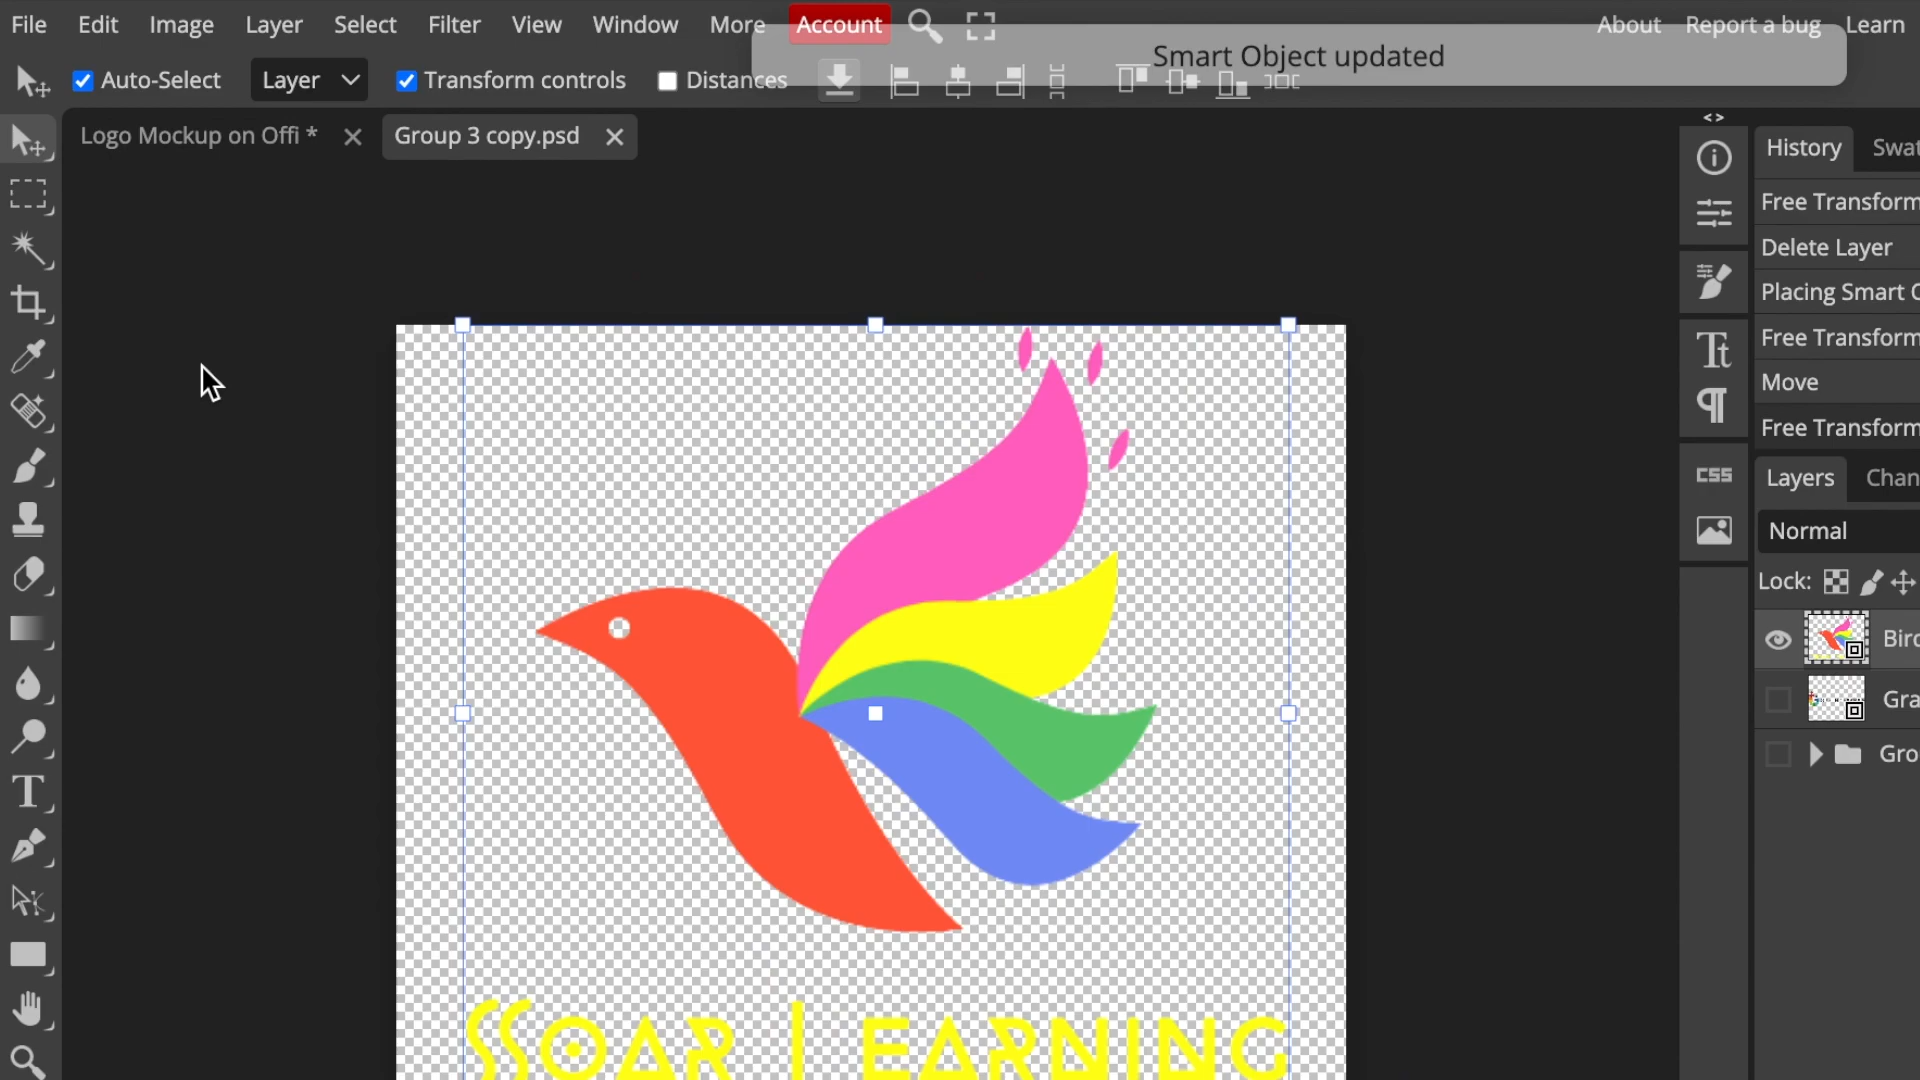 File Edit Image Layer Select Filter View Window More Account About Report a bug Learn
Smart Object updated
Auto-Select Layer Transform controls Distances
Logo Mockup on Offi * Group 3 copy.psd
History Swat
Free Transform
Delete Layer
Placing Smart O
Free Transform
Move
Free Transform
CSS
Layers Chan
Normal
Lock:
Bird
Gra
Gro